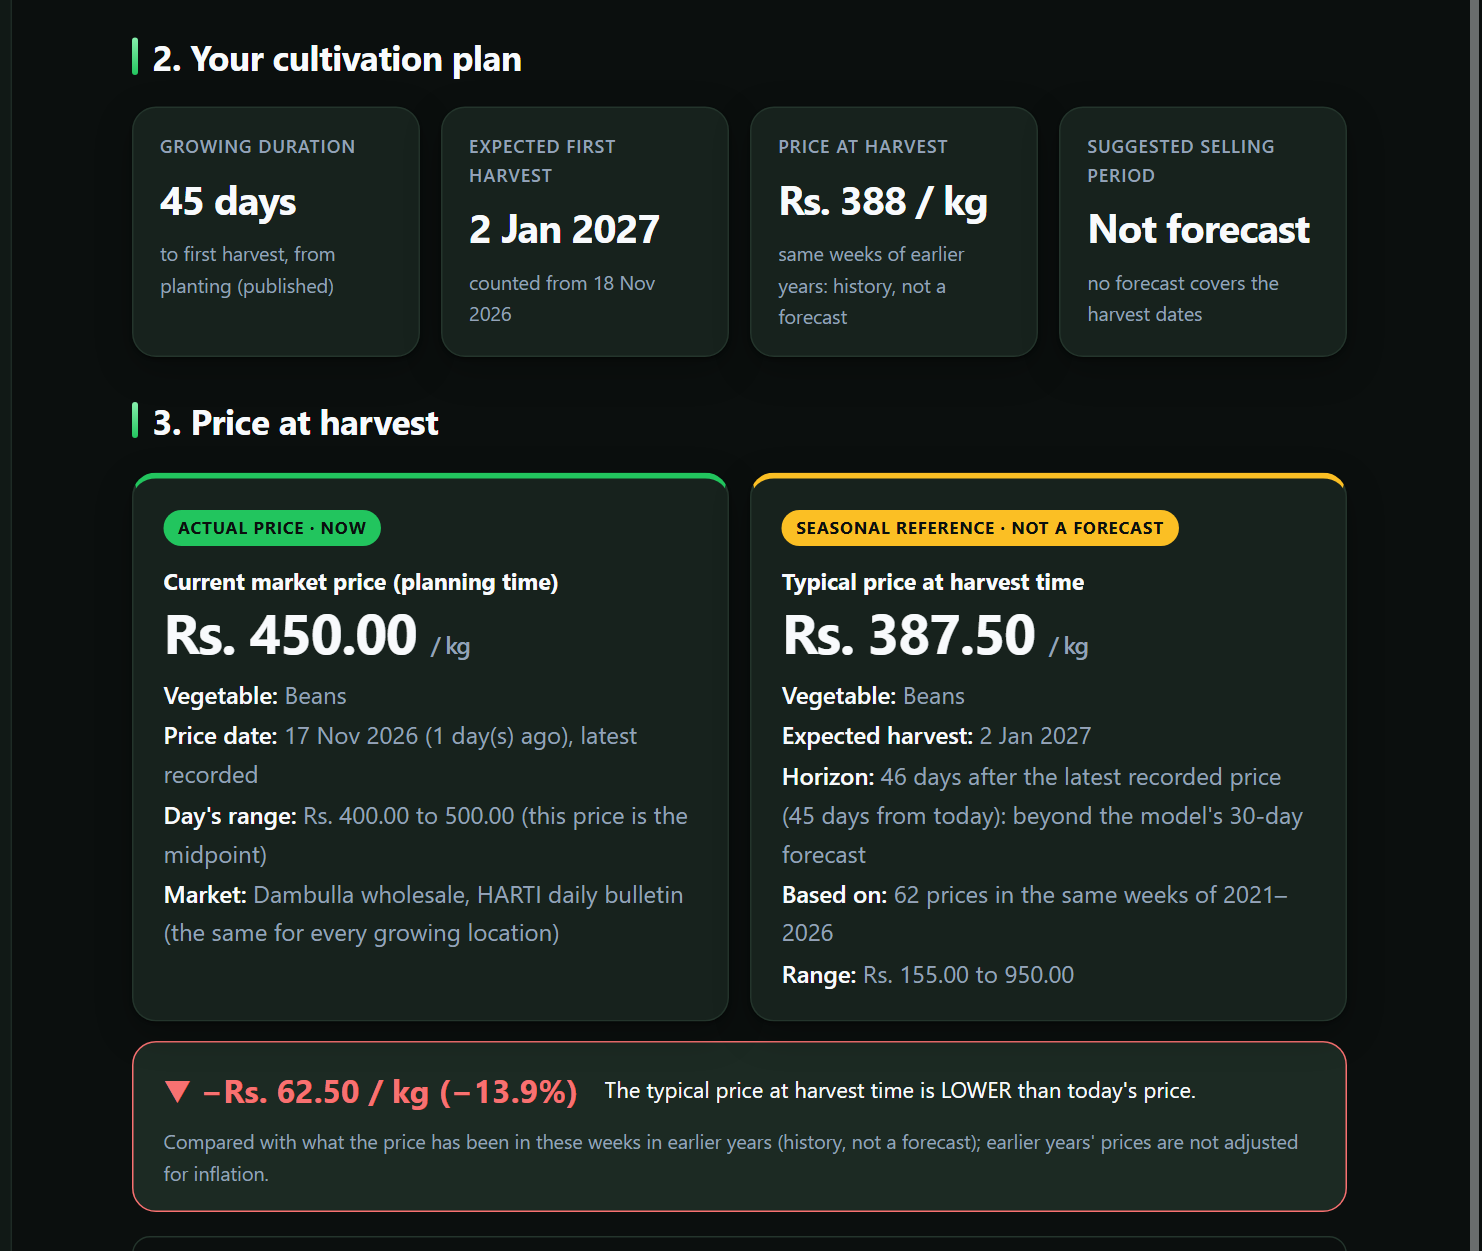 2. Your cultivation plan
GROWING DURATION
45 days
to first harvest, from
planting (published)
EXPECTED FIRST
HARVEST
2 Jan 2027
counted from 18 Nov
2026
PRICE AT HARVEST
Rs. 388 / kg
same weeks of earlier
years: history, not a
forecast
SUGGESTED SELLING
PERIOD
Not forecast
no forecast covers the
harvest dates
3. Price at harvest
ACTUAL PRICE · NOW
Current market price (planning time)
Rs. 450.00 / kg
Vegetable: Beans
Price date: 17 Nov 2026 (1 day(s) ago), latest
recorded
Day's range: Rs. 400.00 to 500.00 (this price is the
midpoint)
Market: Dambulla wholesale, HARTI daily bulletin
(the same for every growing location)
SEASONAL REFERENCE · NOT A FORECAST
Typical price at harvest time
Rs. 387.50 / kg
Vegetable: Beans
Expected harvest: 2 Jan 2027
Horizon: 46 days after the latest recorded price
(45 days from today): beyond the model's 30-day
forecast
Based on: 62 prices in the same weeks of 2021–
2026
Range: Rs. 155.00 to 950.00
▼ −Rs. 62.50 / kg (−13.9%) The typical price at harvest time is LOWER than today's price.
Compared with what the price has been in these weeks in earlier years (history, not a forecast); earlier years' prices are not adjusted
for inflation.